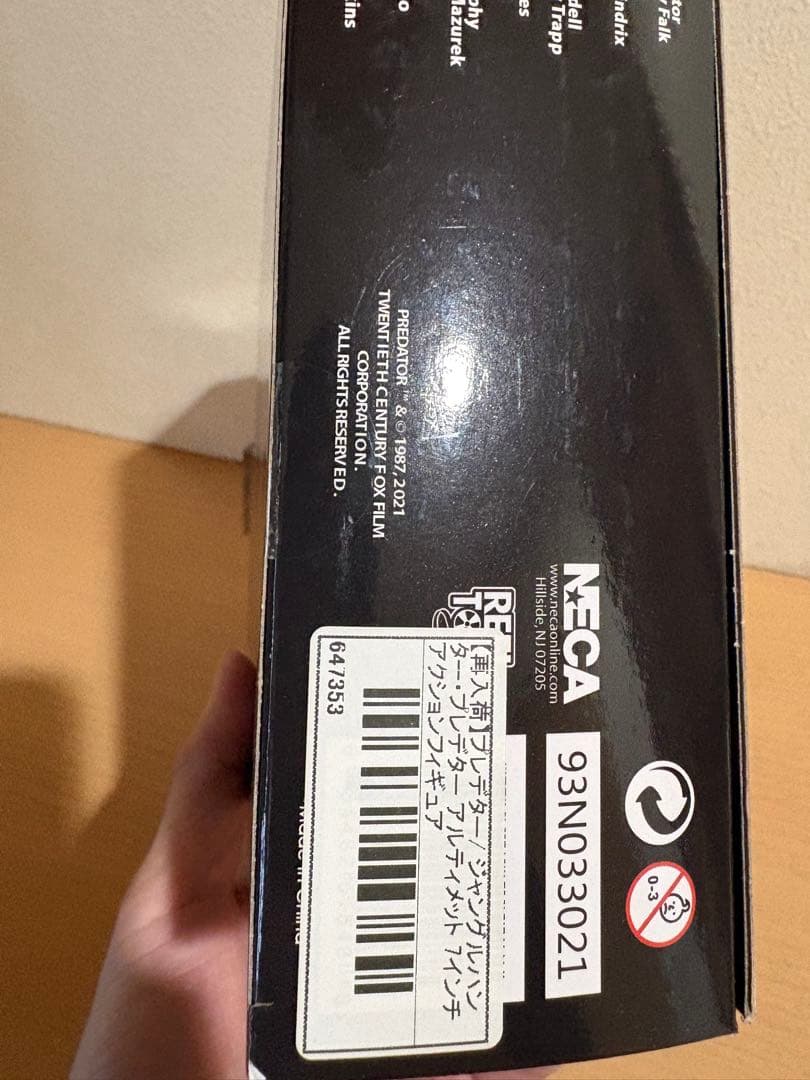 tor
Falk
ndrix
dell
Trapp
es
phy
Mazurek
o
ins
PREDATOR™ & © 1987, 2021
TWENTIETH CENTURY FOX FILM
CORPORATION.
ALL RIGHTS RESERVED.
NECA
www.necaonline.com
Hillside, NJ 07205
93N033021
0-3
【再入荷】プレデター/ ジャングルハン
ター・プレデター アルティメット 7インチ
アクションフィギュア
647353
Made in China